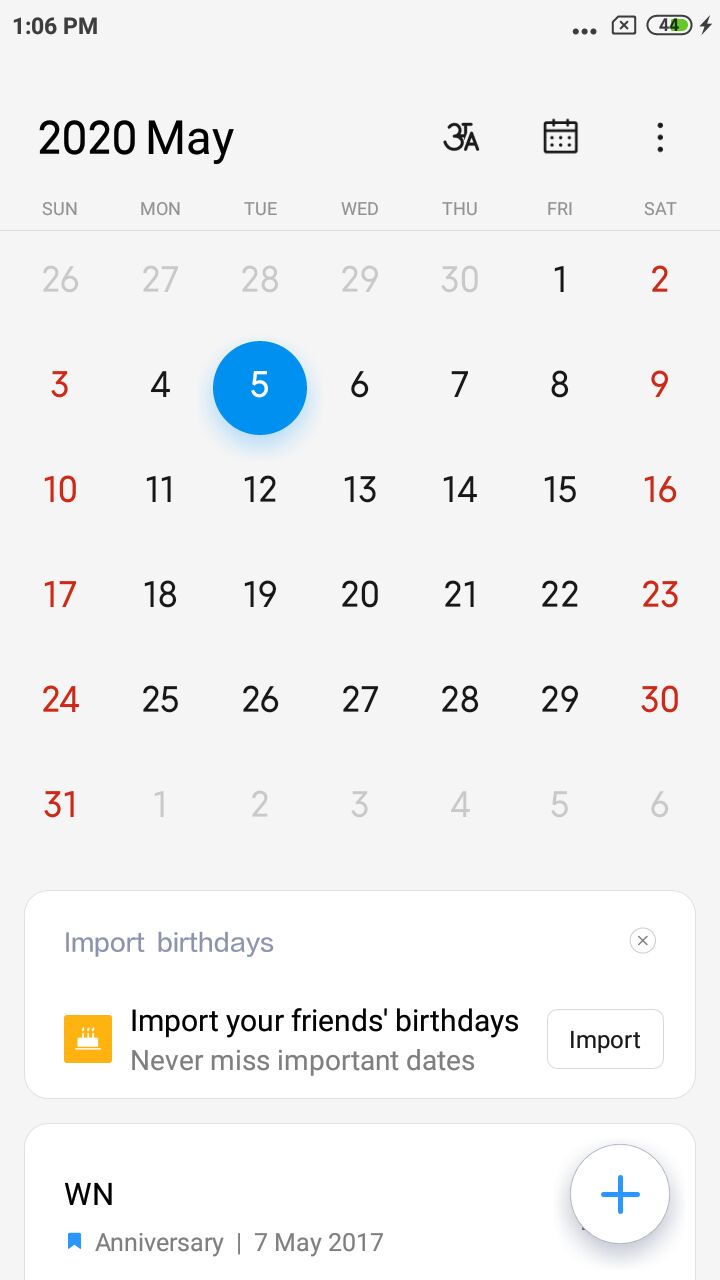 1:06 PM
44
2020 May
अA
SUN MON TUE WED THU FRI SAT
26 27 28 29 30 1 2
3 4 5 6 7 8 9
10 11 12 13 14 15 16
17 18 19 20 21 22 23
24 25 26 27 28 29 30
31 1 2 3 4 5 6
Import birthdays
Import your friends' birthdays
Never miss important dates
Import
WN
Anniversary | 7 May 2017